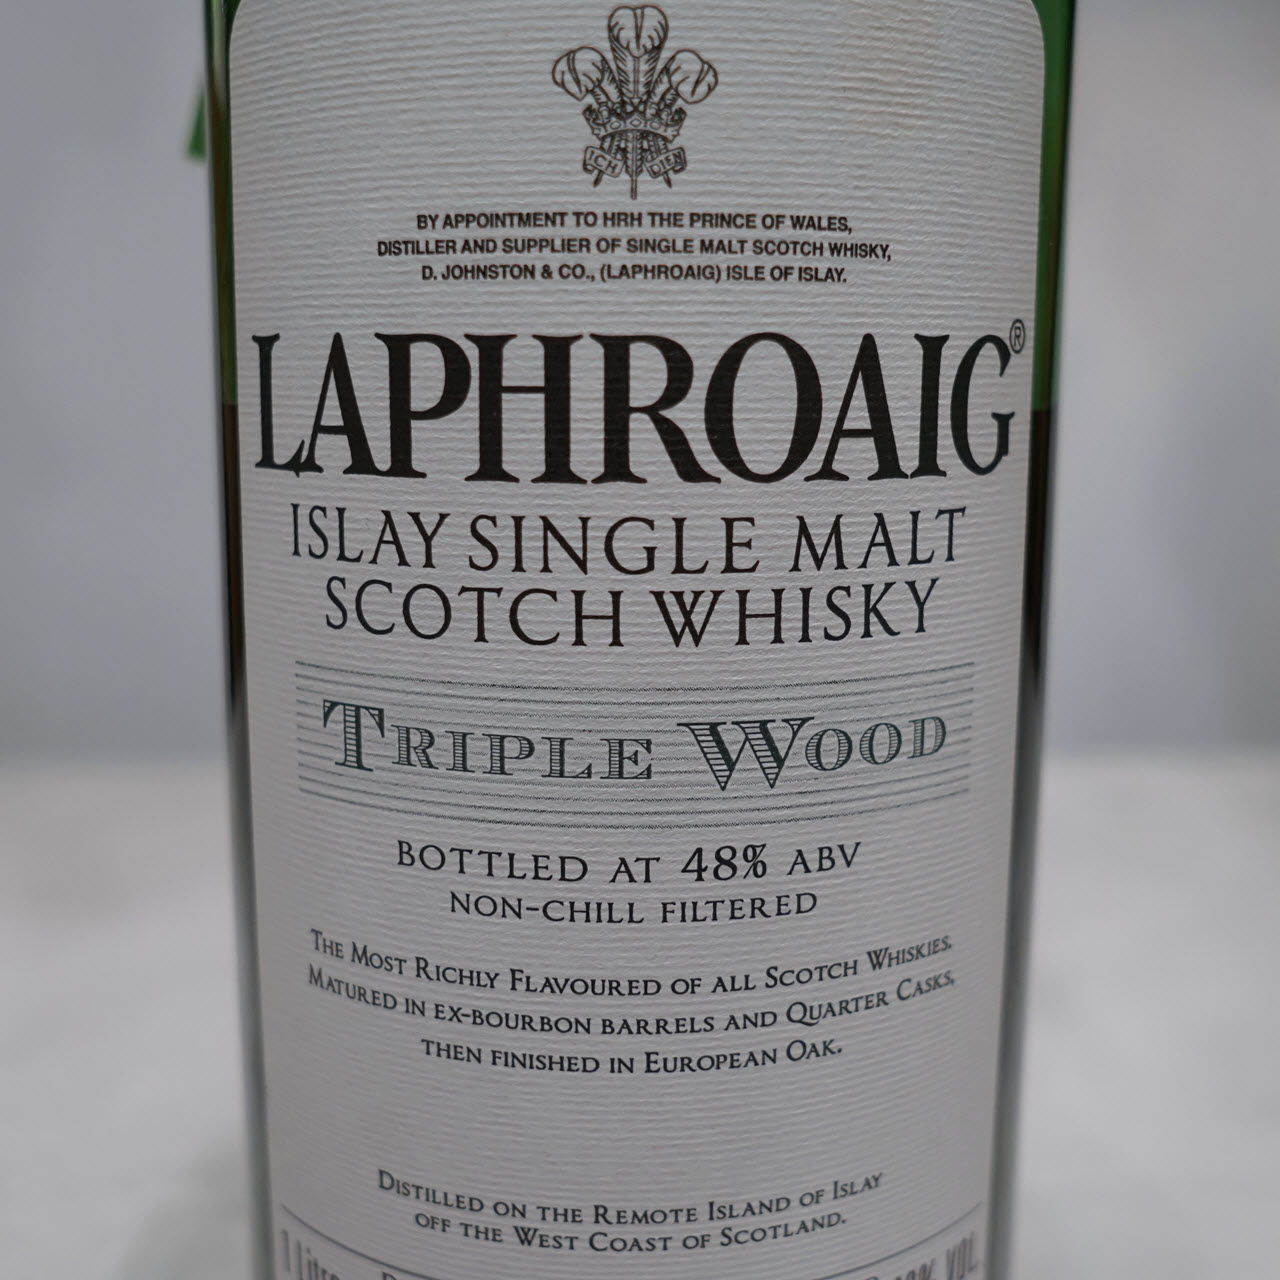 ICH DIEN
BY APPOINTMENT TO HRH THE PRINCE OF WALES,
DISTILLER AND SUPPLIER OF SINGLE MALT SCOTCH WHISKY,
D. JOHNSTON & CO., (LAPHROAIG) ISLE OF ISLAY.
LAPHROAIG®
ISLAY SINGLE MALT
SCOTCH WHISKY
TRIPLE WOOD
BOTTLED AT 48% ABV
NON-CHILL FILTERED
THE MOST RICHLY FLAVOURED OF ALL SCOTCH WHISKIES.
MATURED IN EX-BOURBON BARRELS AND QUARTER CASKS,
THEN FINISHED IN EUROPEAN OAK.
DISTILLED ON THE REMOTE ISLAND OF ISLAY
OFF THE WEST COAST OF SCOTLAND.
1 Litre VOL.